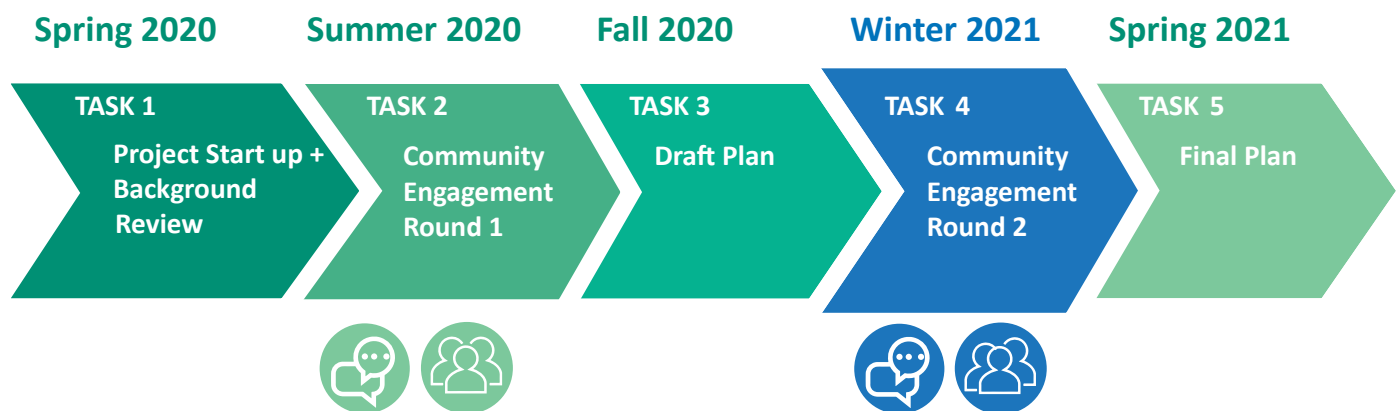 Spring 2020
Summer 2020
Fall 2020
Winter 2021
Spring 2021
TASK 1
Project Start up +
Background
Review
TASK 2
Community
Engagement
Round 1
TASK 3
Draft Plan
TASK 4
Community
Engagement
Round 2
TASK 5
Final Plan